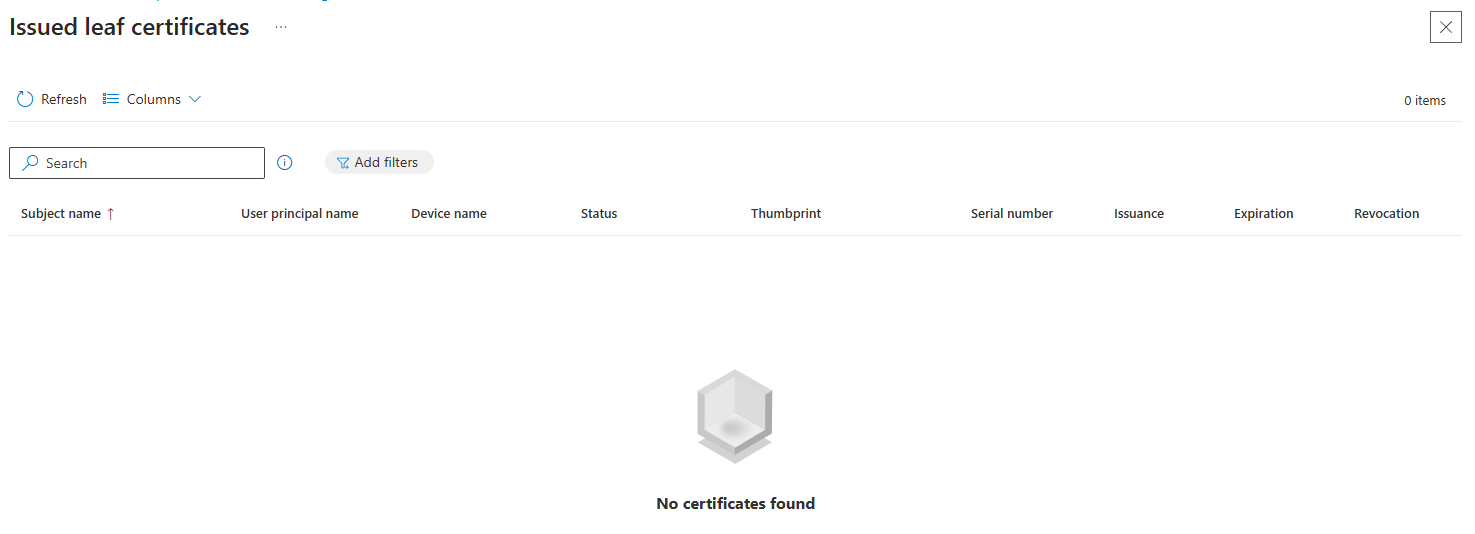 Issued leaf certificates ...
Refresh Columns 0 items
Search Add filters
Subject name ↑ User principal name Device name Status Thumbprint Serial number Issuance Expiration Revocation
No certificates found